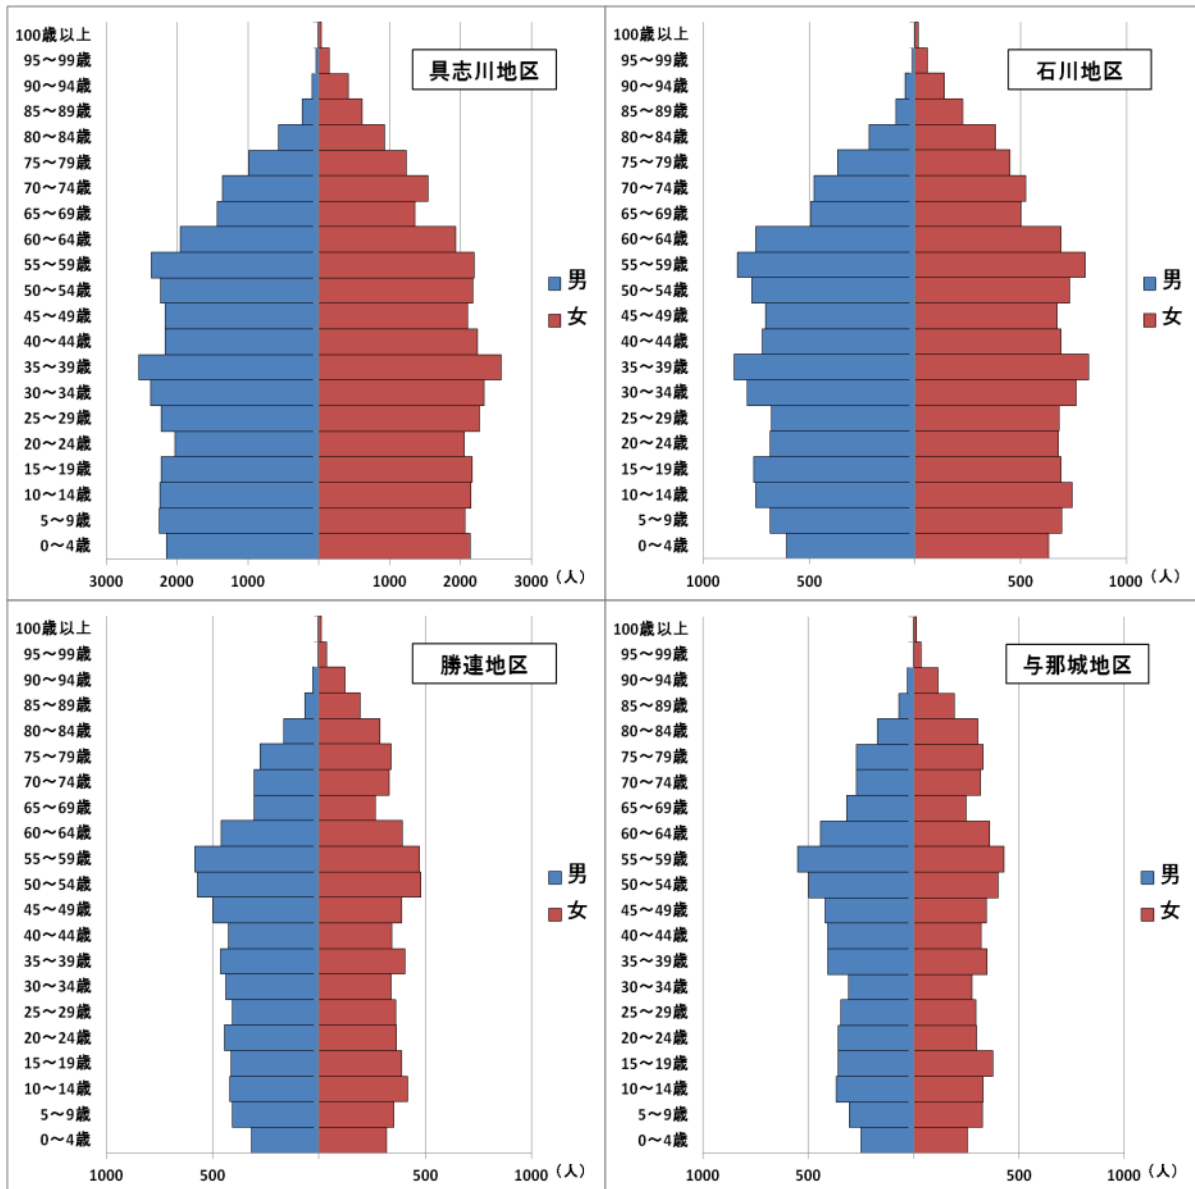 具志川地区
100歳以上
95～99歳
90～94歳
85～89歳
80～84歳
75～79歳
70～74歳
65～69歳
60～64歳
55～59歳
50～54歳
45～49歳
40～44歳
35～39歳
30～34歳
25～29歳
20～24歳
15～19歳
10～14歳
5～9歳
0～4歳
男
女
3000 2000 1000 1000 2000 3000 （人）
石川地区
100歳以上
95～99歳
90～94歳
85～89歳
80～84歳
75～79歳
70～74歳
65～69歳
60～64歳
55～59歳
50～54歳
45～49歳
40～44歳
35～39歳
30～34歳
25～29歳
20～24歳
15～19歳
10～14歳
5～9歳
0～4歳
男
女
1000 500 500 1000 （人）
勝連地区
100歳以上
95～99歳
90～94歳
85～89歳
80～84歳
75～79歳
70～74歳
65～69歳
60～64歳
55～59歳
50～54歳
45～49歳
40～44歳
35～39歳
30～34歳
25～29歳
20～24歳
15～19歳
10～14歳
5～9歳
0～4歳
男
女
1000 500 500 1000 （人）
与那城地区
100歳以上
95～99歳
90～94歳
85～89歳
80～84歳
75～79歳
70～74歳
65～69歳
60～64歳
55～59歳
50～54歳
45～49歳
40～44歳
35～39歳
30～34歳
25～29歳
20～24歳
15～19歳
10～14歳
5～9歳
0～4歳
男
女
1000 500 500 1000 （人）